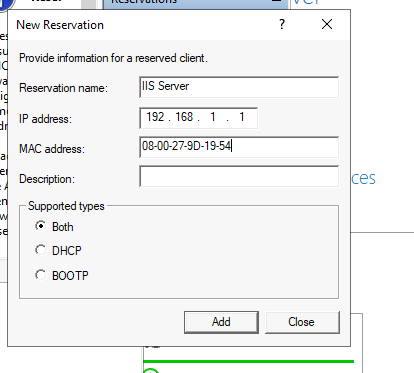 Reservations
ver
New Reservation
?
Provide information for a reserved client.
Reservation name:
IIS Server
IP address:
192 . 168 . 1 . 1
MAC address:
08-00-27-9D-19-54
Description:
ces
Supported types
Both
DHCP
BOOTP
Add
Close